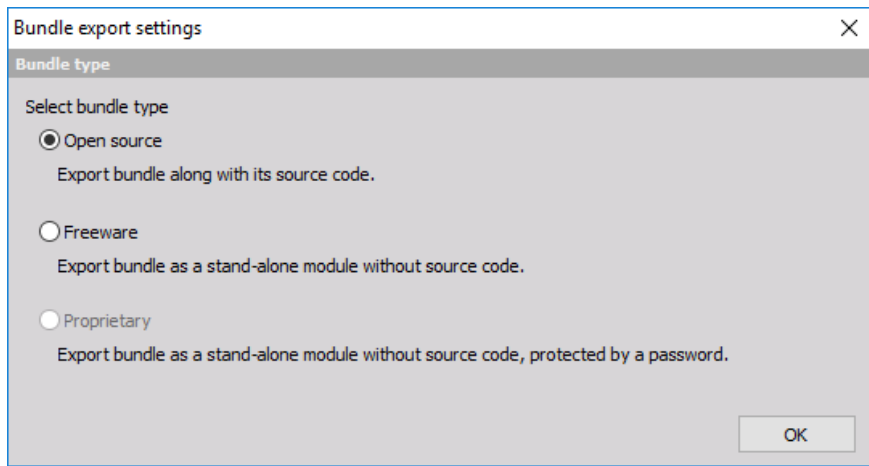 Bundle export settings
Bundle type
Select bundle type
Open source
Export bundle along with its source code.
Freeware
Export bundle as a stand-alone module without source code.
Proprietary
Export bundle as a stand-alone module without source code, protected by a password.
OK